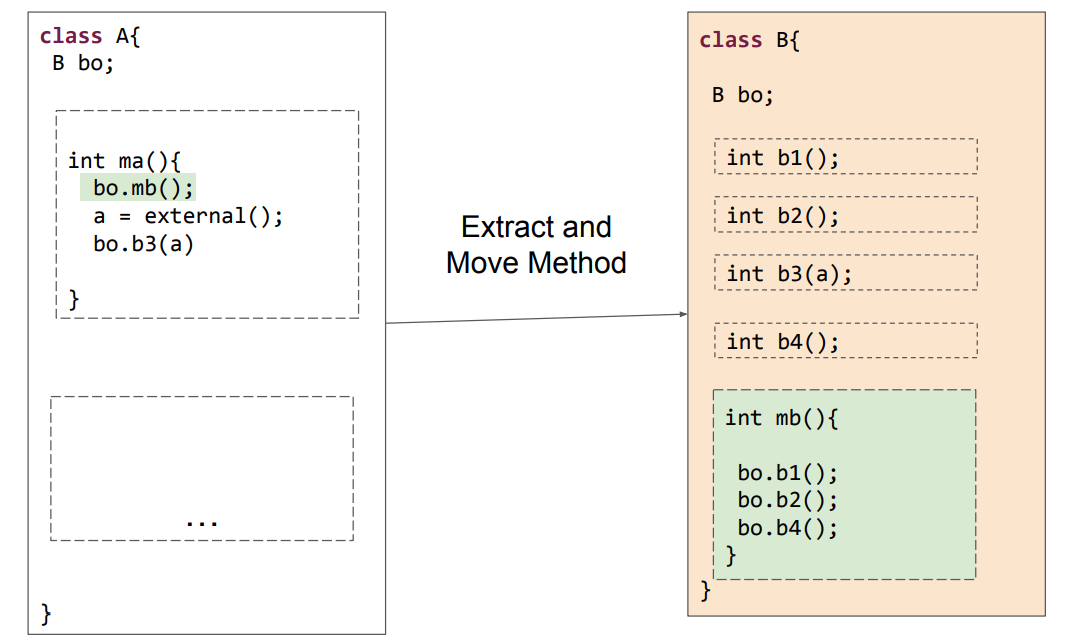 class A{
B bo;
int ma(){
bo.mb();
a = external();
bo.b3(a)
}
...
}
Extract and
Move Method
class B{
B bo;
int b1();
int b2();
int b3(a);
int b4();
int mb(){
bo.b1();
bo.b2();
bo.b4();
}
}